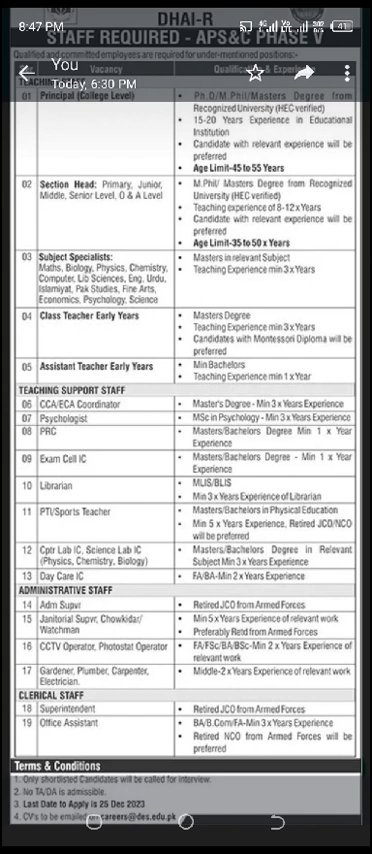 8:47 PM
41
DHAI-R
STAFF REQUIRED - APS&C PHASE V
Qualified and committed employees are required for under-mentioned positions:-
You
Today, 6:30 PM
Vacancy
Qualification & Experience
TEACHING
01 Principal (College Level)
• Ph.D/M.Phil/Masters Degree from
Recognized University (HEC verified)
• 15-20 Years Experience in Educational
Institution
• Candidate with relevant experience will be
preferred
• Age Limit-45 to 55 Years
02 Section Head: Primary, Junior,
Middle, Senior Level, O & A Level
• M.Phil/ Masters Degree from Recognized
University (HEC verified)
• Teaching experience of 8-12 x Years
• Candidate with relevant experience will be
preferred
• Age Limit-35 to 50 x Years
03 Subject Specialists:
Maths, Biology, Physics, Chemistry,
Computer, Lib Sciences, Eng, Urdu,
Islamiyat, Pak Studies, Fine Arts,
Economics, Psychology, Science
• Masters in relevant Subject
• Teaching Experience min 3 x Years
04 Class Teacher Early Years
• Masters Degree
• Teaching Experience min 3 x Years
• Candidates with Montessori Diploma will be
preferred
05 Assistant Teacher Early Years
• Min Bachelors
• Teaching Experience min 1 x Year
TEACHING SUPPORT STAFF
06 CCA/ECA Coordinator
• Master's Degree - Min 3 x Years Experience
07 Psychologist
• MSc in Psychology - Min 3 x Years Experience
08 PRC
• Masters/Bachelors Degree Min 1 x Year
Experience
09 Exam Cell IC
• Masters/Bachelors Degree - Min 1 x Year
Experience
10 Librarian
• MLIS/BLIS
• Min 3 x Years Experience of Librarian
11 PTI/Sports Teacher
• Masters/Bachelors in Physical Education
• Min 5 x Years Experience, Retired JCO/NCO
will be preferred
12 Cptr Lab IC, Science Lab IC
(Physics, Chemistry, Biology)
• Masters/Bachelors Degree in Relevant
Subject Min 3 x Years Experience
13 Day Care IC
• FA/BA-Min 2 x Years Experience
ADMINISTRATIVE STAFF
14 Adm Supvr
• Retired JCO from Armed Forces
15 Janitorial Supvr, Chowkidar/
Watchman
• Min 5 x Years Experience of relevant work
• Preferably Retd from Armed Forces
16 CCTV Operator, Photostat Operator
• FA/FSc/BA/BSc-Min 2 x Years Experience of
relevant work
17 Gardener, Plumber, Carpenter,
Electrician.
• Middle-2 x Years Experience of relevant work
CLERICAL STAFF
18 Superintendent
• Retired JCO from Armed Forces
19 Office Assistant
• BA/B.Com/FA-Min 3 x Years Experience
• Retired NCO from Armed Forces will be
preferred
Terms & Conditions
1. Only shortlisted Candidates will be called for interview.
2. No TA/DA is admissible.
3. Last Date to Apply is 25 Dec 2023
4. CV's to be emailed on careers@des.edu.pk